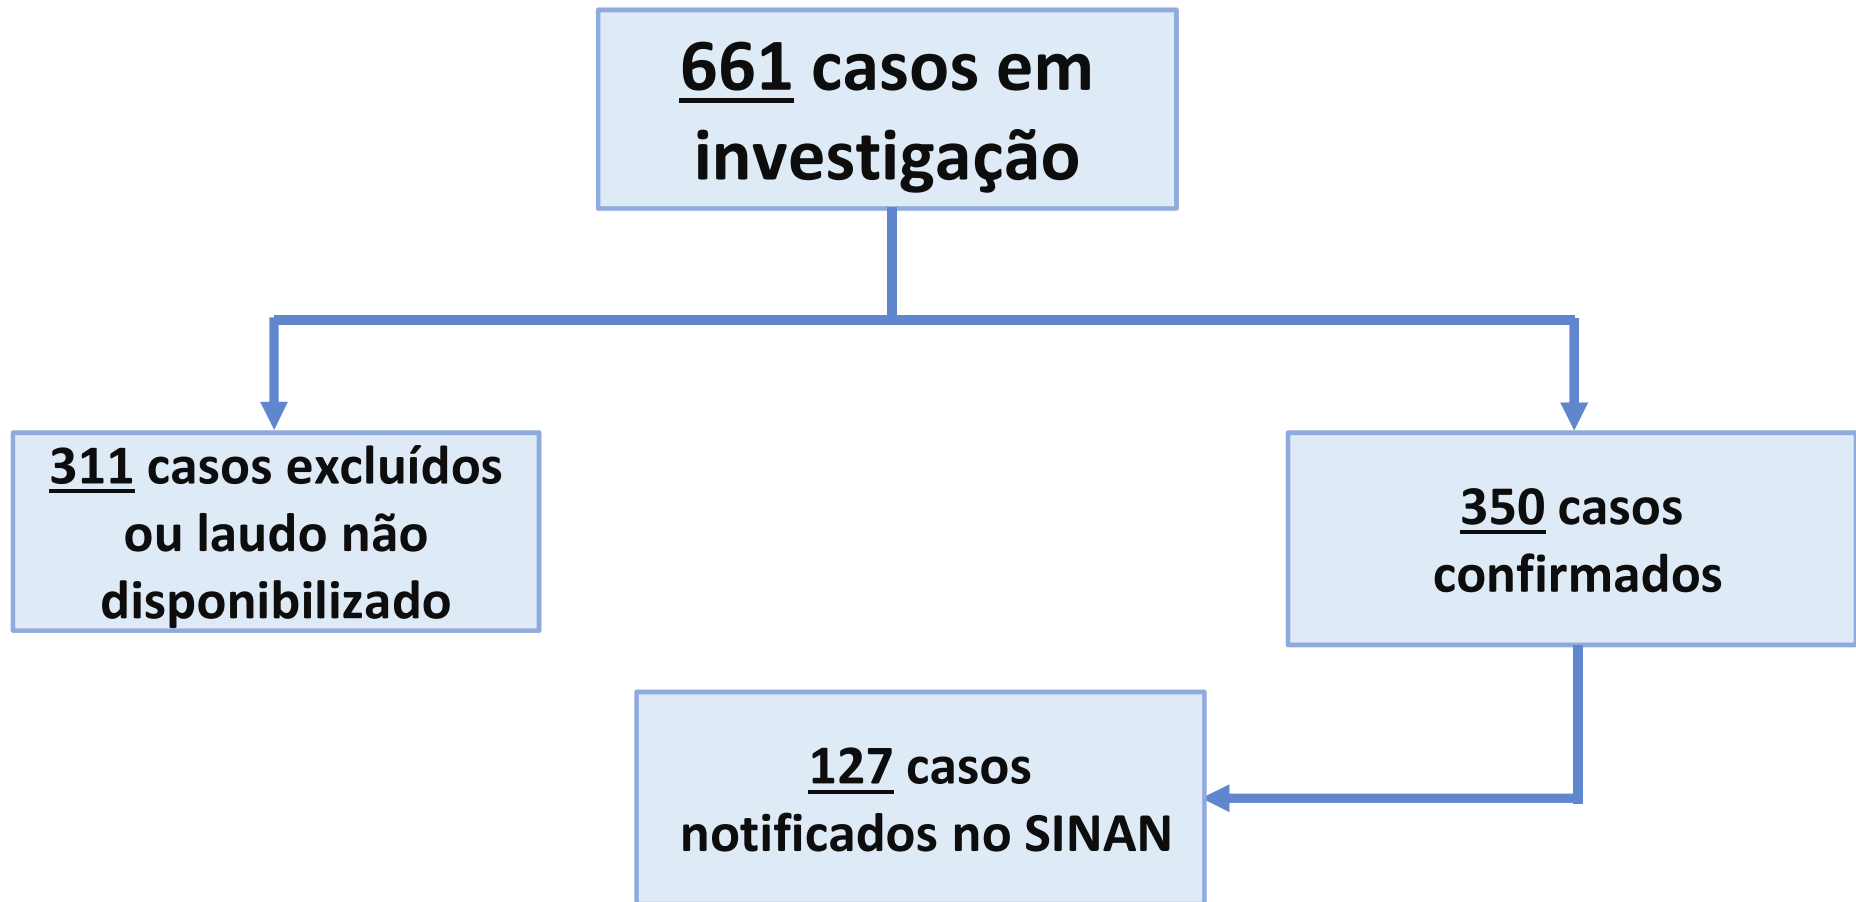 661 casos em
investigação
311 casos excluídos
ou laudo não
disponibilizado
350 casos
confirmados
127 casos
notificados no SINAN